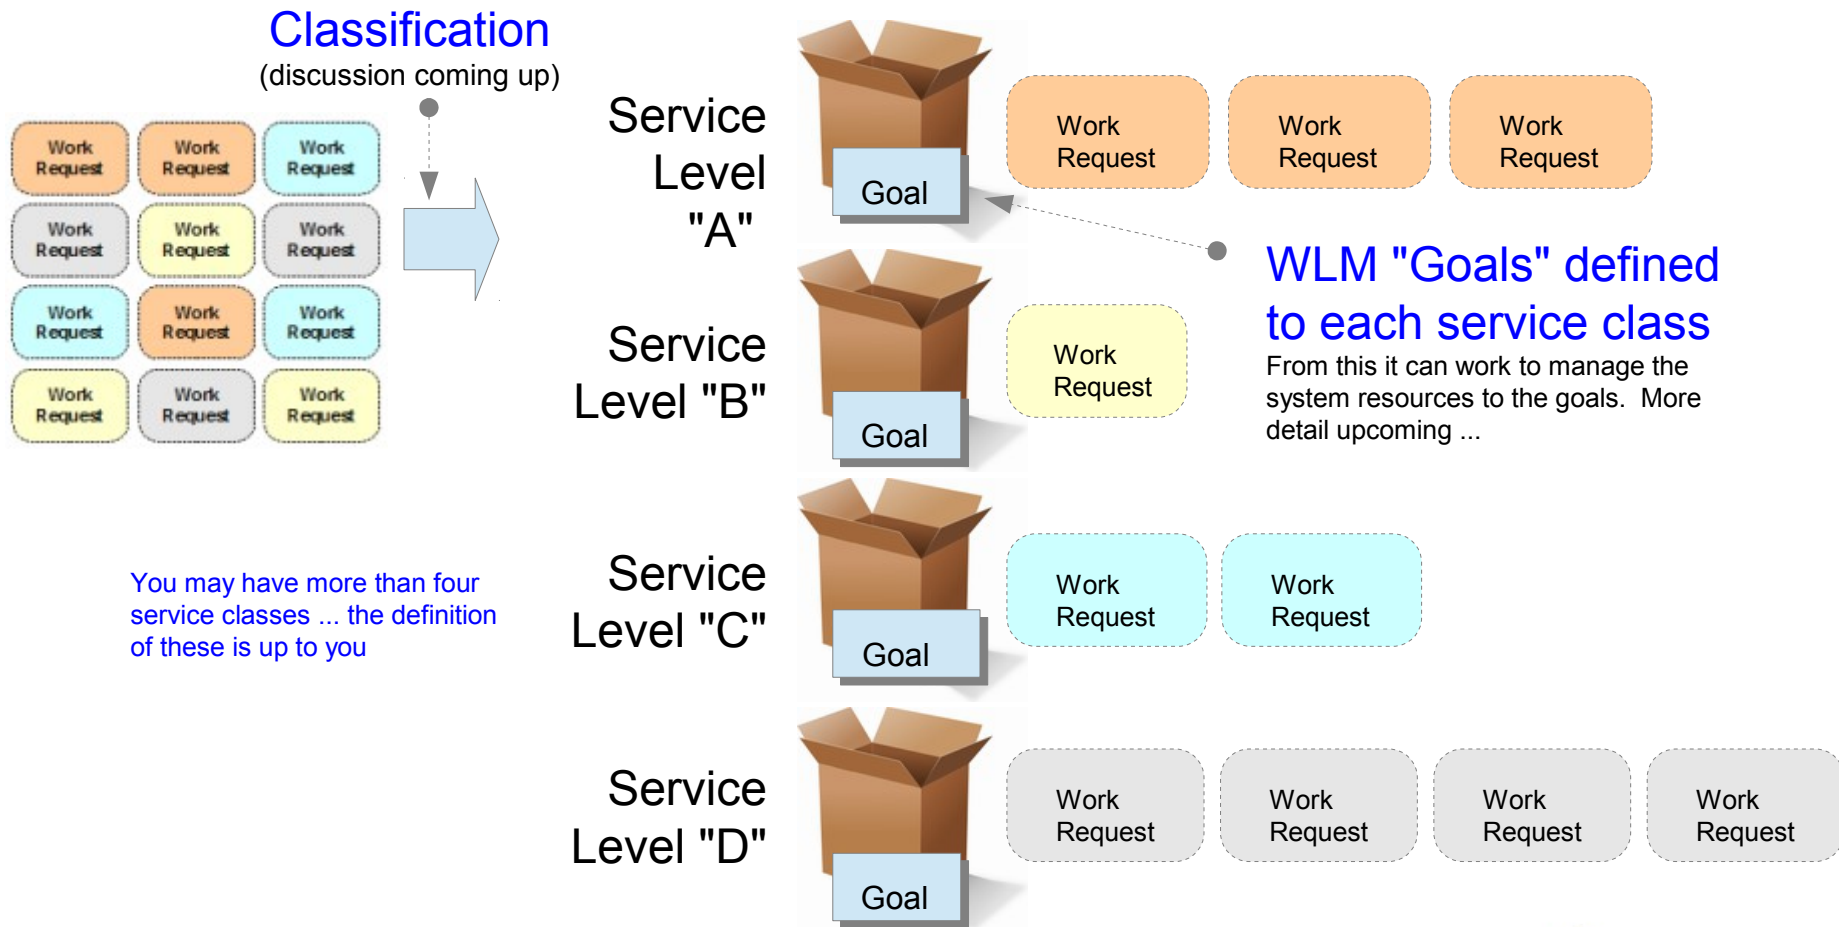 Classification
(discussion coming up)
Work
Request
Work
Request
Work
Request
Work
Request
Work
Request
Work
Request
Work
Request
Work
Request
Work
Request
Work
Request
Work
Request
Work
Request
You may have more than four
service classes ... the definition
of these is up to you
Service
Level
"A"
Goal
Work
Request
Work
Request
Work
Request
WLM "Goals" defined
to each service class
From this it can work to manage the
system resources to the goals.  More
detail upcoming ...
Service
Level "B"
Goal
Work
Request
Service
Level "C"
Goal
Work
Request
Work
Request
Service
Level "D"
Goal
Work
Request
Work
Request
Work
Request
Work
Request